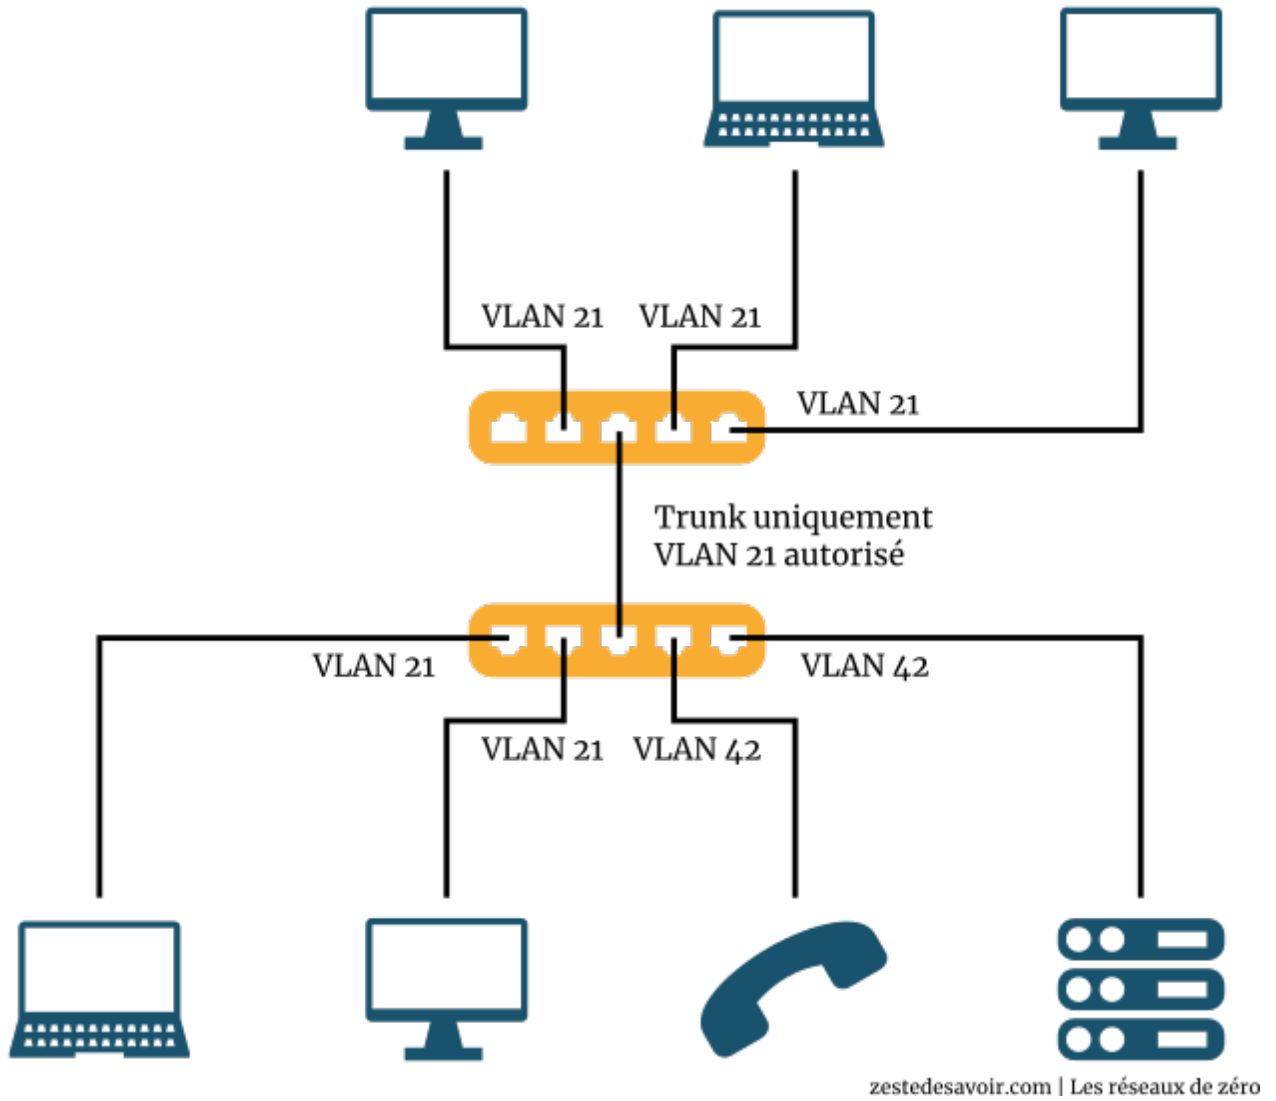 VLAN 21
VLAN 21
VLAN 21
Trunk uniquement
VLAN 21 autorisé
VLAN 21
VLAN 42
VLAN 21
VLAN 42
zestedesavoir.com | Les réseaux de zéro